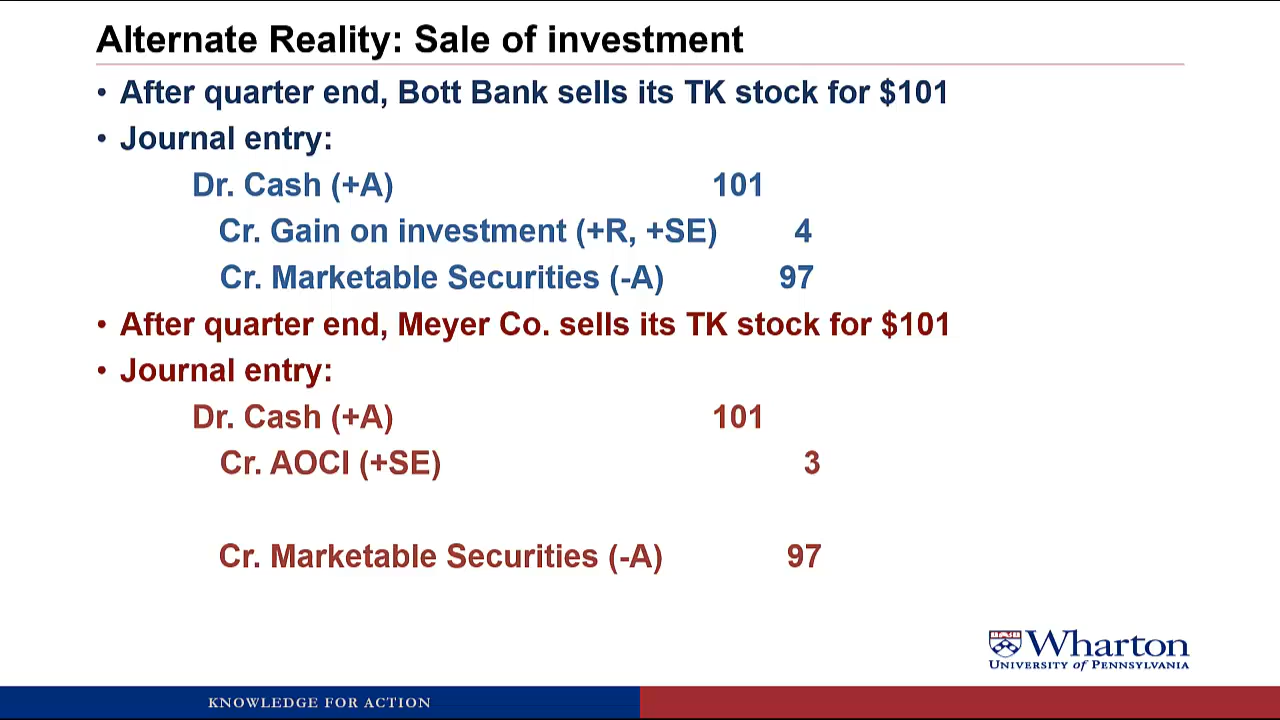 Alternate Reality: Sale of investment
• After quarter end, Bott Bank sells its TK stock for $101
• Journal entry:
Dr. Cash (+A) 101
Cr. Gain on investment (+R, +SE) 4
Cr. Marketable Securities (-A) 97
• After quarter end, Meyer Co. sells its TK stock for $101
• Journal entry:
Dr. Cash (+A) 101
Cr. AOCI (+SE) 3
Cr. Marketable Securities (-A) 97
Wharton
UNIVERSITY of PENNSYLVANIA
KNOWLEDGE FOR ACTION